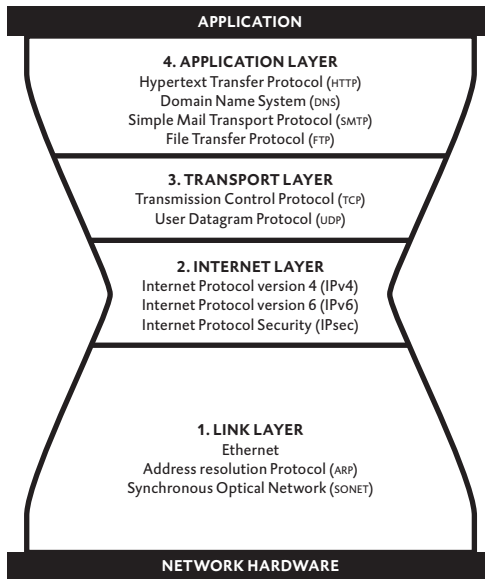 APPLICATION
4. APPLICATION LAYER
Hypertext Transfer Protocol (HTTP)
Domain Name System (DNS)
Simple Mail Transport Protocol (SMTP)
File Transfer Protocol (FTP)
3. TRANSPORT LAYER
Transmission Control Protocol (TCP)
User Datagram Protocol (UDP)
2. INTERNET LAYER
Internet Protocol version 4 (IPv4)
Internet Protocol version 6 (IPv6)
Internet Protocol Security (IPsec)
1. LINK LAYER
Ethernet
Address resolution Protocol (ARP)
Synchronous Optical Network (SONET)
NETWORK HARDWARE